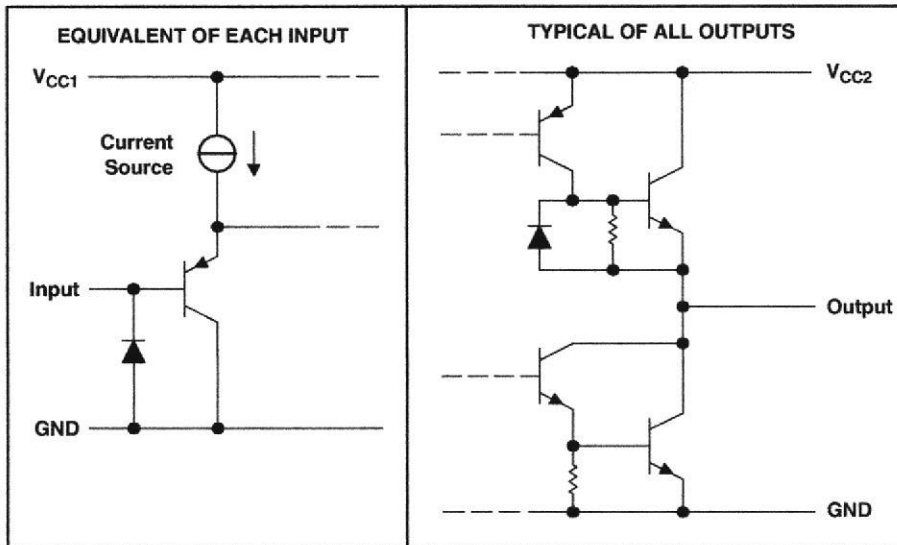 EQUIVALENT OF EACH INPUT
VCC1
Current
Source
Input
GND
TYPICAL OF ALL OUTPUTS
VCC2
Output
GND